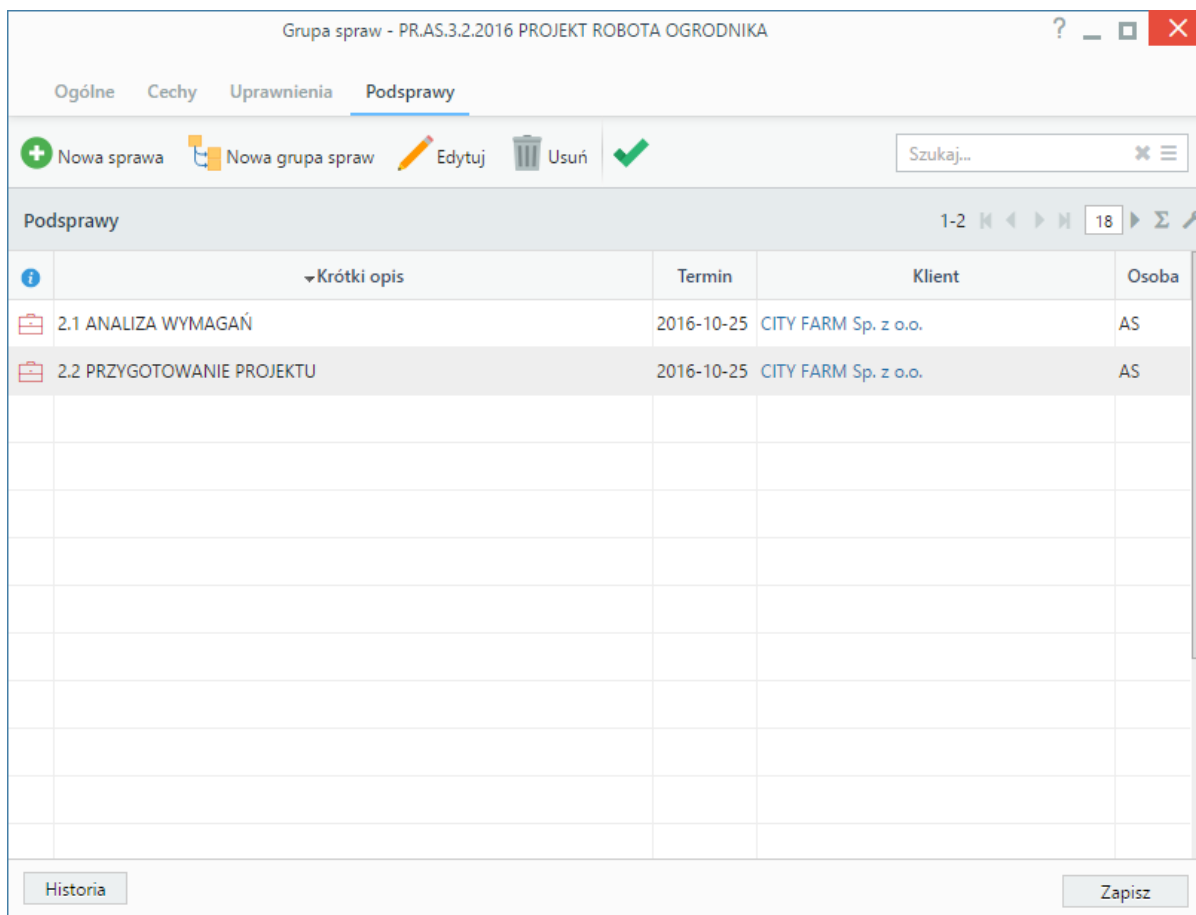 Grupa spraw - PR.AS.3.2.2016 PROJEKT ROBOTA OGRODNIKA ?
Ogólne Cechy Uprawnienia Podsprawy
Nowa sprawa Nowa grupa spraw Edytuj Usuń Szukaj...
Podsprawy 1-2 18 Σ
Krótki opis Termin Klient Osoba
2.1 ANALIZA WYMAGAŃ 2016-10-25 CITY FARM Sp. z o.o. AS
2.2 PRZYGOTOWANIE PROJEKTU 2016-10-25 CITY FARM Sp. z o.o. AS
Historia Zapisz